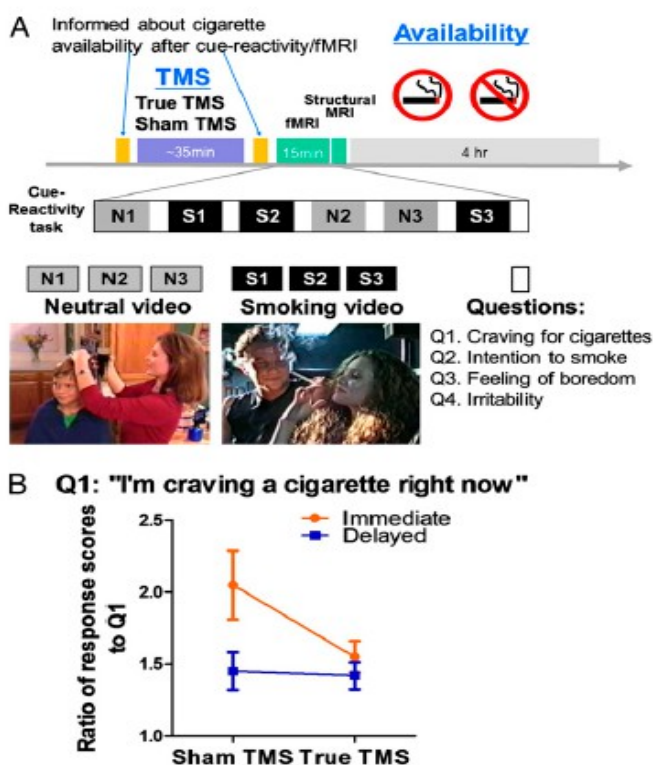 A
Informed about cigarette
availability after cue-reactivity/fMRI
Availability
TMS
True TMS
Sham TMS
Structural
MRI
fMRI
~35min
15min
4 hr
Cue-
Reactivity
task
N1 S1 S2 N2 N3 S3
N1 N2 N3
Neutral video
S1 S2 S3
Smoking video
Questions:
Q1. Craving for cigarettes
Q2. Intention to smoke
Q3. Feeling of boredom
Q4. Irritability
B Q1: "I'm craving a cigarette right now"
Immediate
Delayed
Ratio of response scores
to Q1
2.5
2.0
1.5
1.0
Sham TMS True TMS